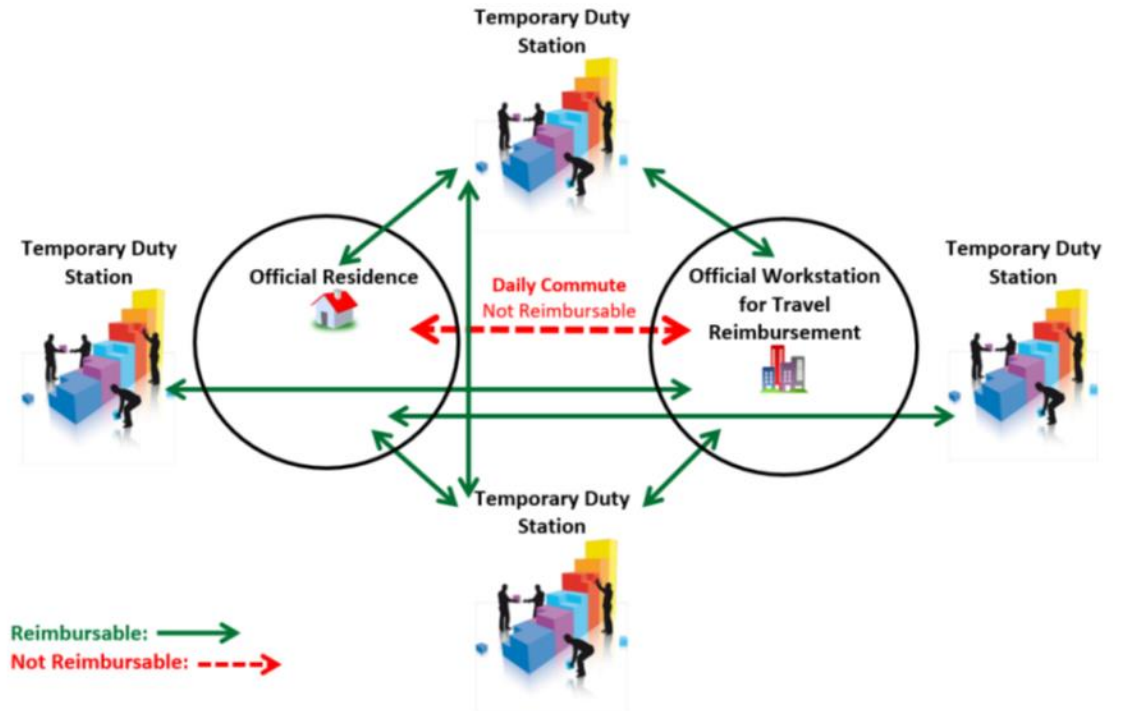 Temporary Duty
Station
Temporary Duty
Station
Official Residence
Daily Commute
Not Reimbursable
Official Workstation
for Travel
Reimbursement
Temporary Duty
Station
Temporary Duty
Station
Reimbursable:
Not Reimbursable: